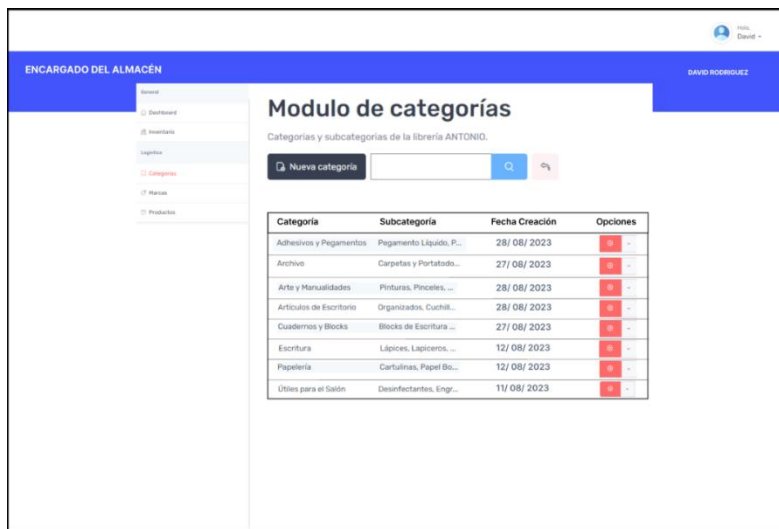 Hola,
David
ENCARGADO DEL ALMACÉN
DAVID RODRIGUEZ
General
Dashboard
Inventario
Logística
Categorías
Marcas
Productos
Modulo de categorías
Categorías y subcategorias de la librería ANTONIO.
Nueva categoría
Categoría Subcategoría Fecha Creación Opciones
Adhesivos y Pegamentos Pegamento Líquido, P... 28/ 08/ 2023
Archivo Carpetas y Portatodo... 27/ 08/ 2023
Arte y Manualidades Pinturas, Pinceles, ... 28/ 08/ 2023
Artículos de Escritorio Organizados, Cuchill... 28/ 08/ 2023
Cuadernos y Blocks Blocks de Escritura ... 27/ 08/ 2023
Escritura Lápices, Lapiceros, ... 12/ 08/ 2023
Papelería Cartulinas, Papel Bo... 12/ 08/ 2023
Útiles para el Salón Desinfectantes, Engr... 11/ 08/ 2023